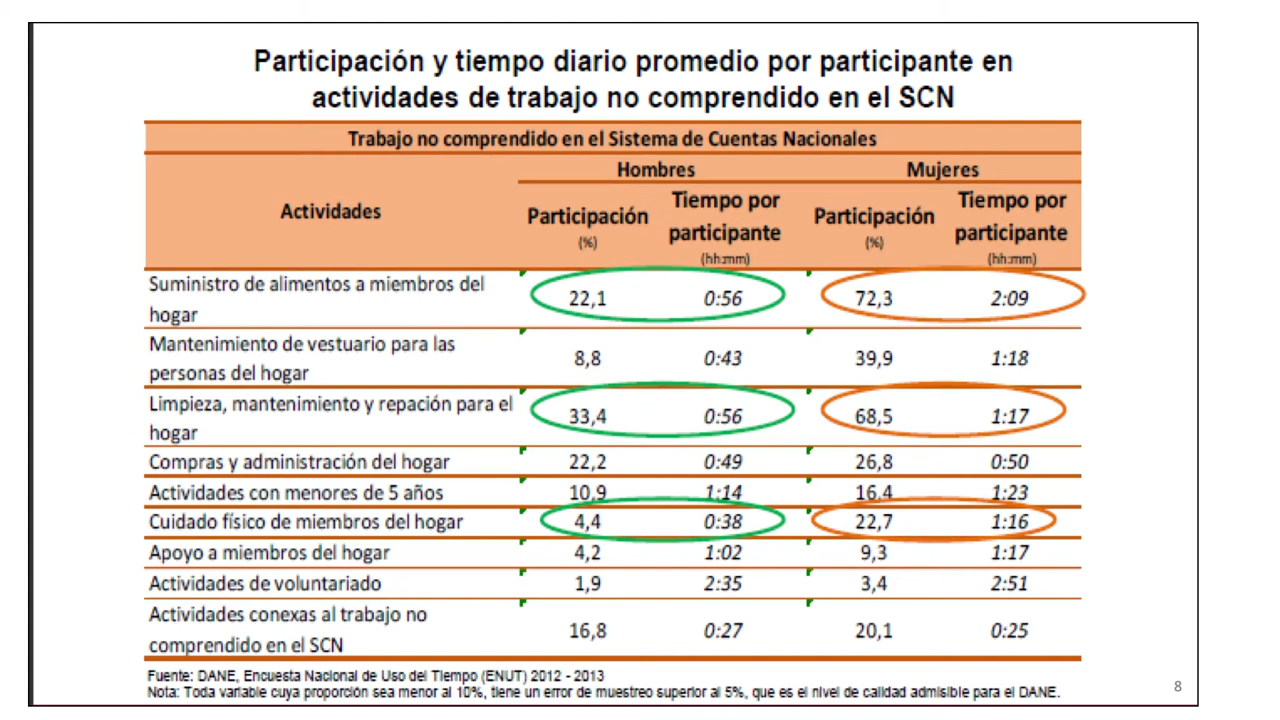 Participación y tiempo diario promedio por participante en
actividades de trabajo no comprendido en el SCN
Trabajo no comprendido en el Sistema de Cuentas Nacionales
Hombres Mujeres
Actividades
Participación Tiempo por participante Participación Tiempo por participante
(%) (hh:mm) (%) (hh:mm)
Suministro de alimentos a miembros del
hogar 22,1 0:56 72,3 2:09
Mantenimiento de vestuario para las
personas del hogar 8,8 0:43 39,9 1:18
Limpieza, mantenimiento y repación para el
hogar 33,4 0:56 68,5 1:17
Compras y administración del hogar 22,2 0:49 26,8 0:50
Actividades con menores de 5 años 10,9 1:14 16,4 1:23
Cuidado físico de miembros del hogar 4,4 0:38 22,7 1:16
Apoyo a miembros del hogar 4,2 1:02 9,3 1:17
Actividades de voluntariado 1,9 2:35 3,4 2:51
Actividades conexas al trabajo no
comprendido en el SCN 16,8 0:27 20,1 0:25
Fuente: DANE, Encuesta Nacional de Uso del Tiempo (ENUT) 2012 - 2013
Nota: Toda variable cuya proporción sea menor al 10%, tiene un error de muestreo superior al 5%, que es el nivel de calidad admisible para el DANE.
8